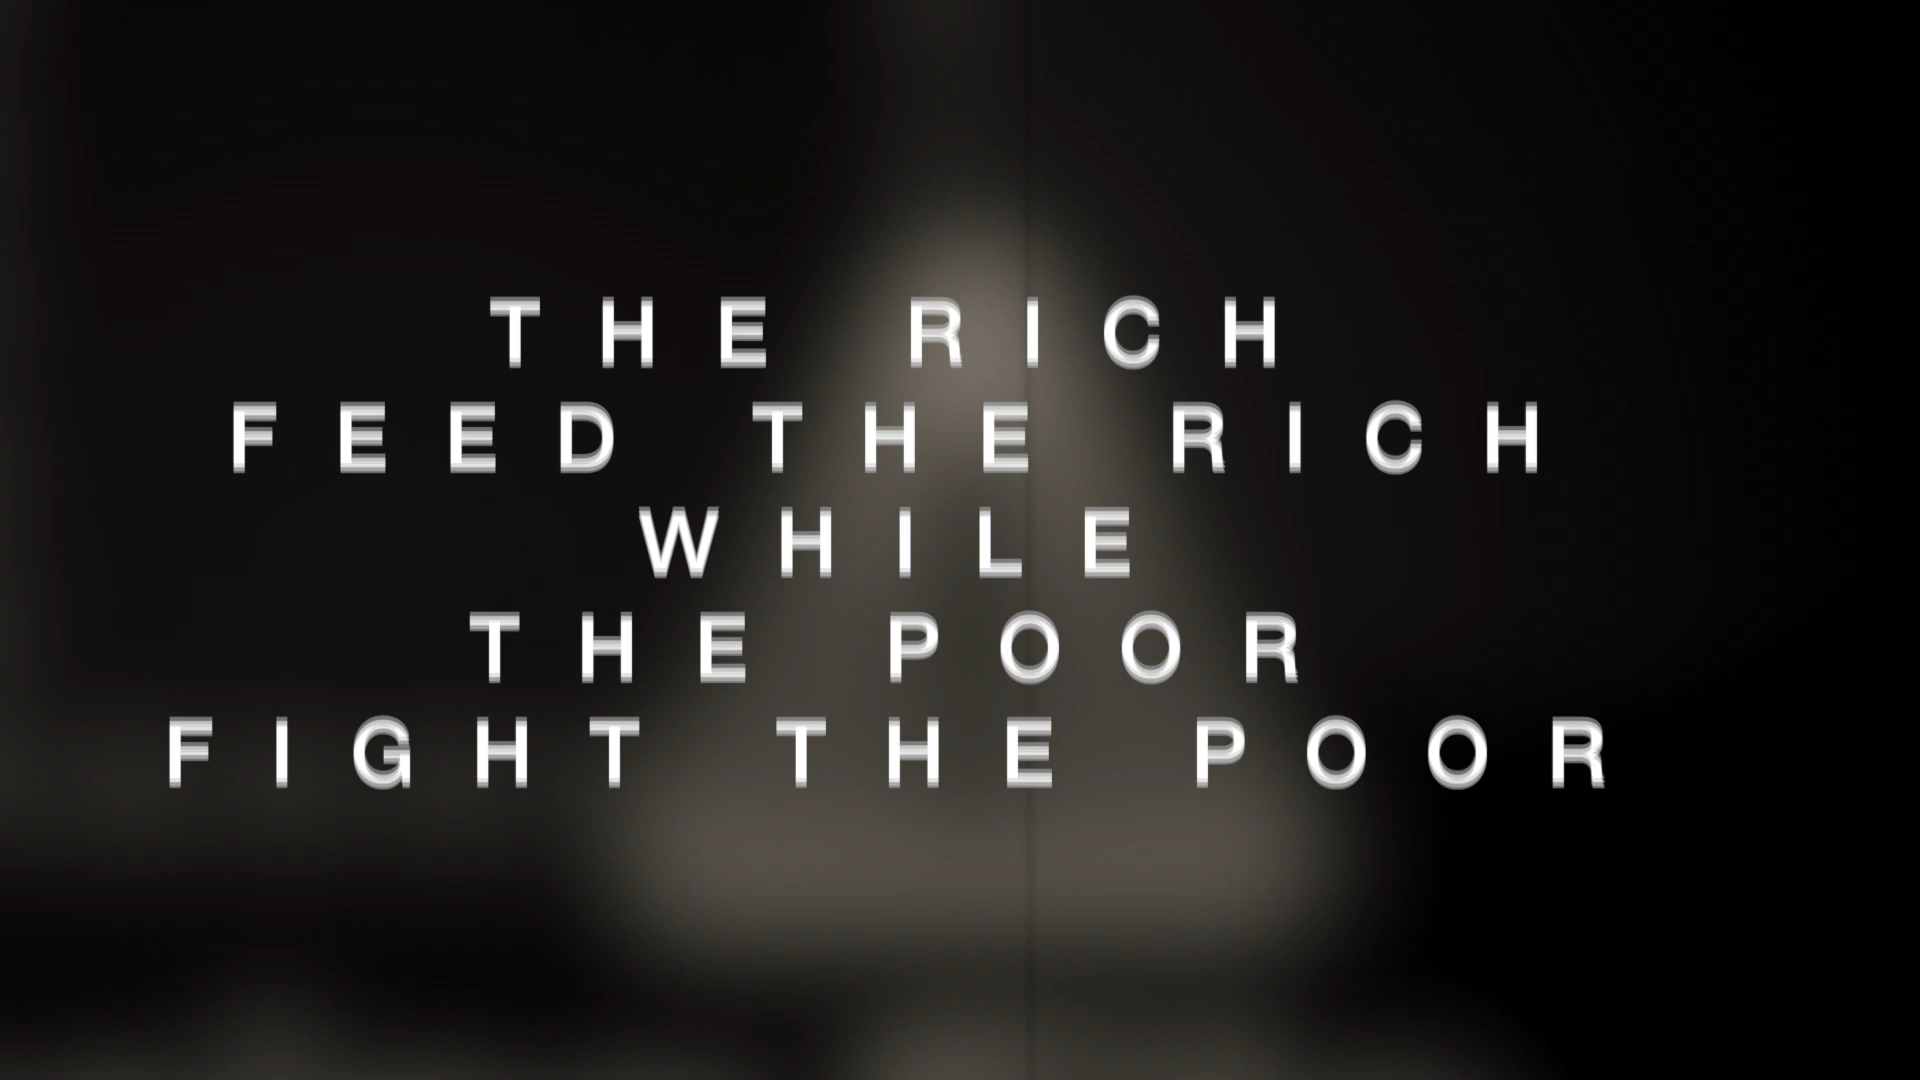 THE RICH
FEED THE RICH
WHILE
THE POOR
FIGHT THE POOR